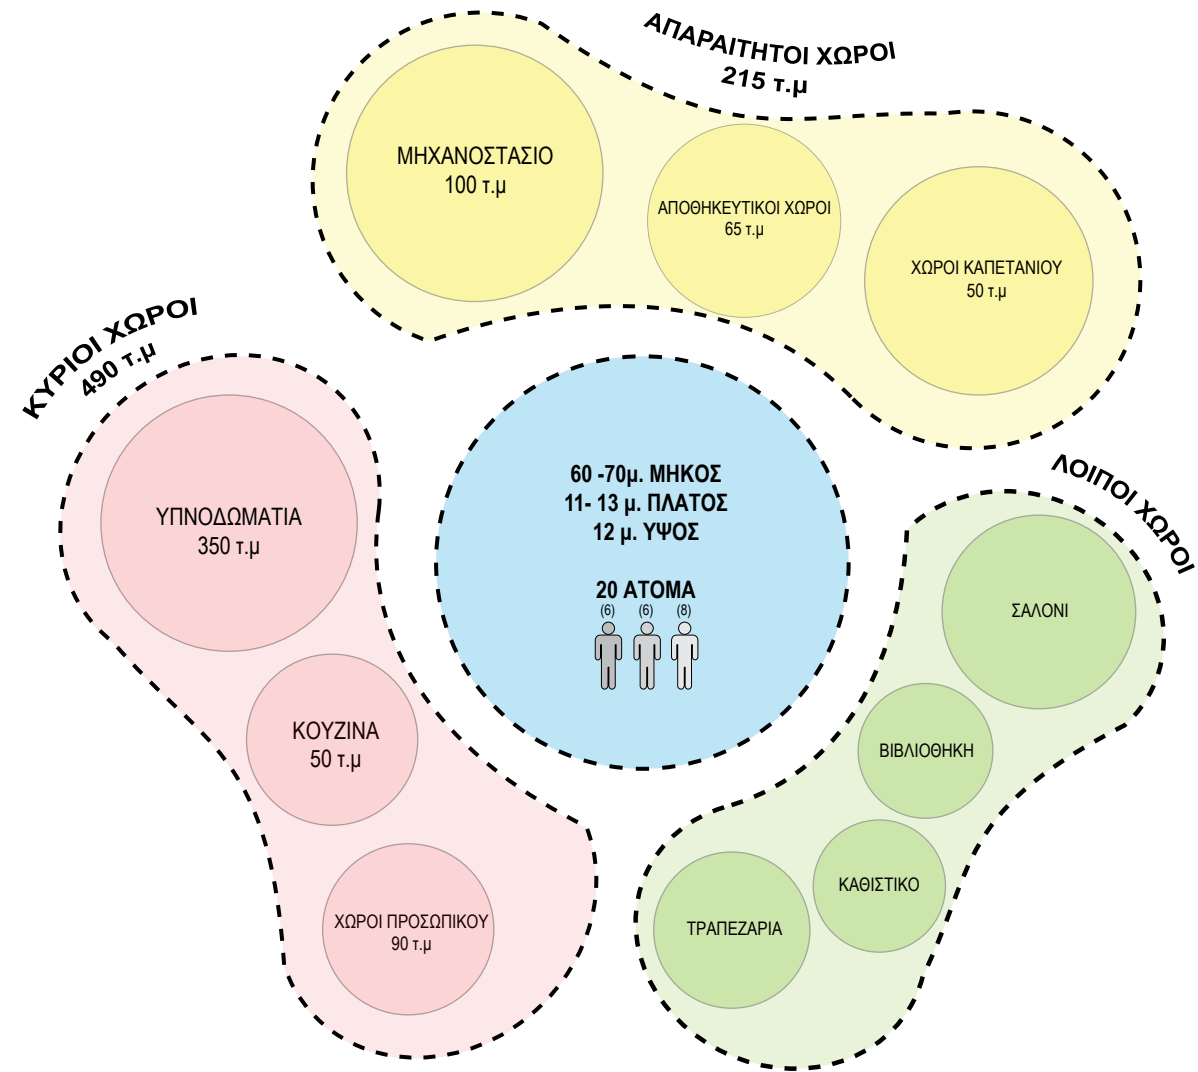 ΑΠΑΡΑΙΤΗΤΟΙ ΧΩΡΟΙ
215 τ.μ
ΜΗΧΑΝΟΣΤΑΣΙΟ
100 τ.μ
ΑΠΟΘΗΚΕΥΤΙΚΟΙ ΧΩΡΟΙ
65 τ.μ
ΧΩΡΟΙ ΚΑΠΕΤΑΝΙΟΥ
50 τ.μ
ΚΥΡΙΟΙ ΧΩΡΟΙ
490 τ.μ
ΥΠΝΟΔΩΜΑΤΙΑ
350 τ.μ
ΚΟΥΖΙΝΑ
50 τ.μ
ΧΩΡΟΙ ΠΡΟΣΩΠΙΚΟΥ
90 τ.μ
60 -70μ. ΜΗΚΟΣ
11- 13 μ. ΠΛΑΤΟΣ
12 μ. ΥΨΟΣ
20 ΑΤΟΜΑ
(6) (6) (8)
ΛΟΙΠΟΙ ΧΩΡΟΙ
ΣΑΛΟΝΙ
ΒΙΒΛΙΟΘΗΚΗ
ΚΑΘΙΣΤΙΚΟ
ΤΡΑΠΕΖΑΡΙΑ